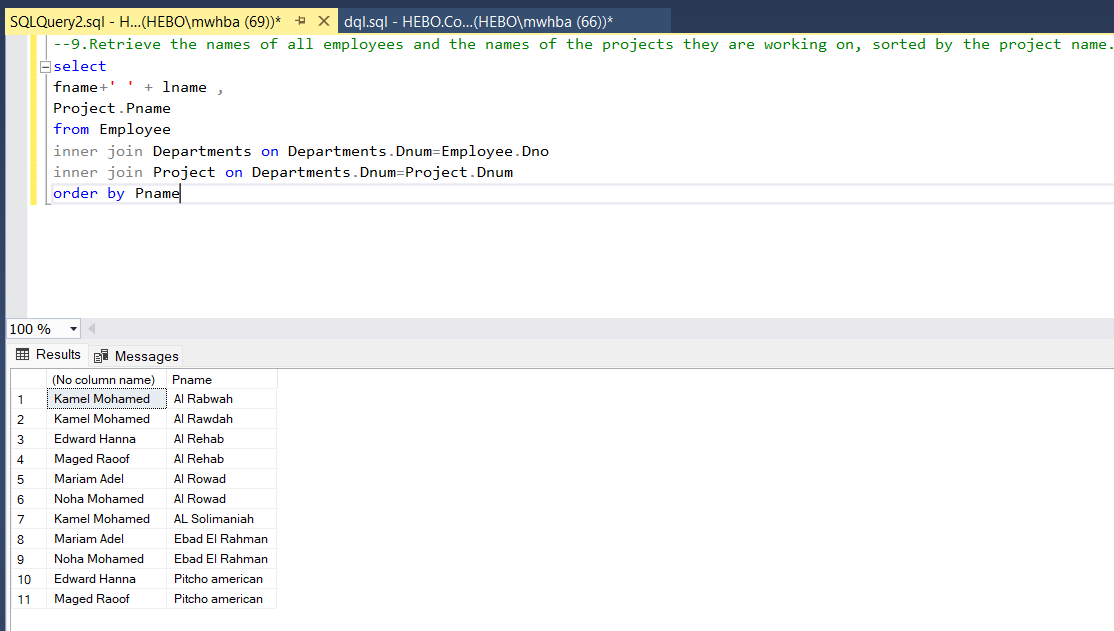 SQLQuery2.sql - H...(HEBO\mwhba (69))* dql.sql - HEBO.Co...(HEBO\mwhba (66))*
--9.Retrieve the names of all employees and the names of the projects they are working on, sorted by the project name.
select
fname+' ' + lname ,
Project.Pname
from Employee
inner join Departments on Departments.Dnum=Employee.Dno
inner join Project on Departments.Dnum=Project.Dnum
order by Pname
100 %
Results Messages
(No column name) Pname
1 Kamel Mohamed Al Rabwah
2 Kamel Mohamed Al Rawdah
3 Edward Hanna Al Rehab
4 Maged Raoof Al Rehab
5 Mariam Adel Al Rowad
6 Noha Mohamed Al Rowad
7 Kamel Mohamed AL Solimaniah
8 Mariam Adel Ebad El Rahman
9 Noha Mohamed Ebad El Rahman
10 Edward Hanna Pitcho american
11 Maged Raoof Pitcho american